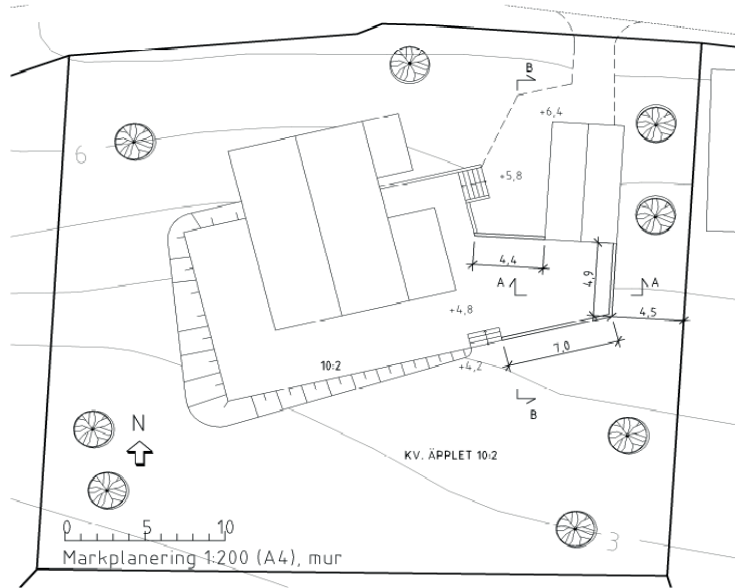 B
+6,4
6
+5,8
4,4
4,9
A
A
+4,8
4,5
7,0
10:2
+4,2
B
N
KV. ÄPPLET 10:2
0 5 10
3
Markplanering 1:200 (A4), mur